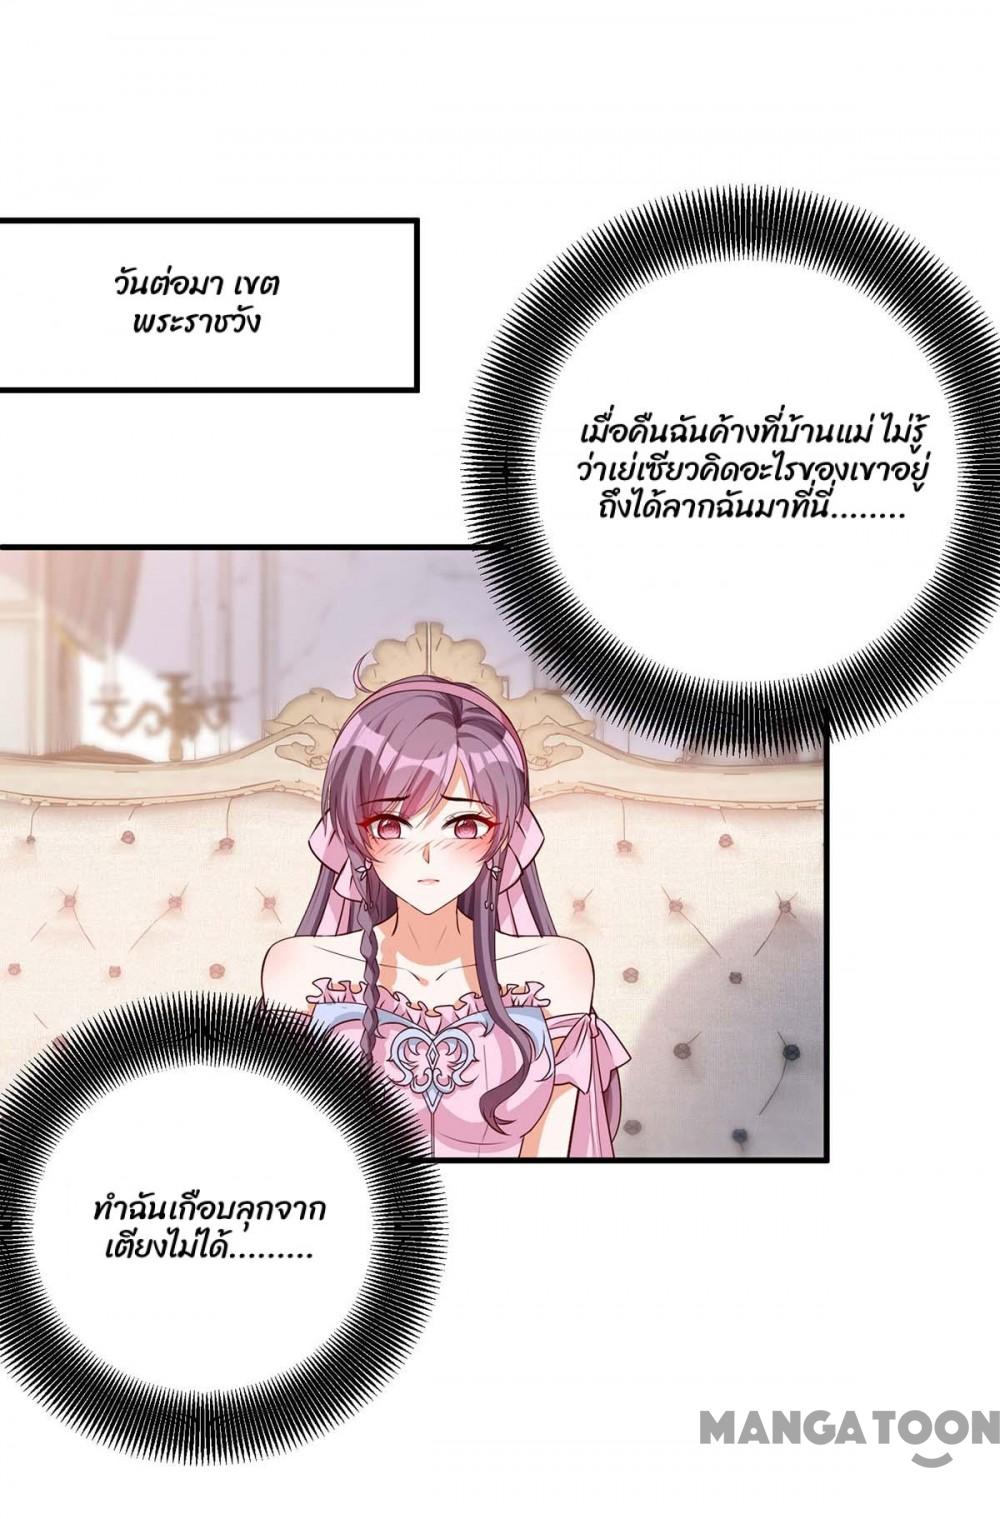 วันต่อมา เขต
พระราชวัง
เมื่อคืนฉันค้างที่บ้านแม่ ไม่รู้
ว่าเย่เซียวคิดอะไรของเขาอยู่
ถึงได้ลากฉันมาที่นี่........
ทำฉันเกือบลุกจาก
เตียงไม่ได้.........
MANGATOON